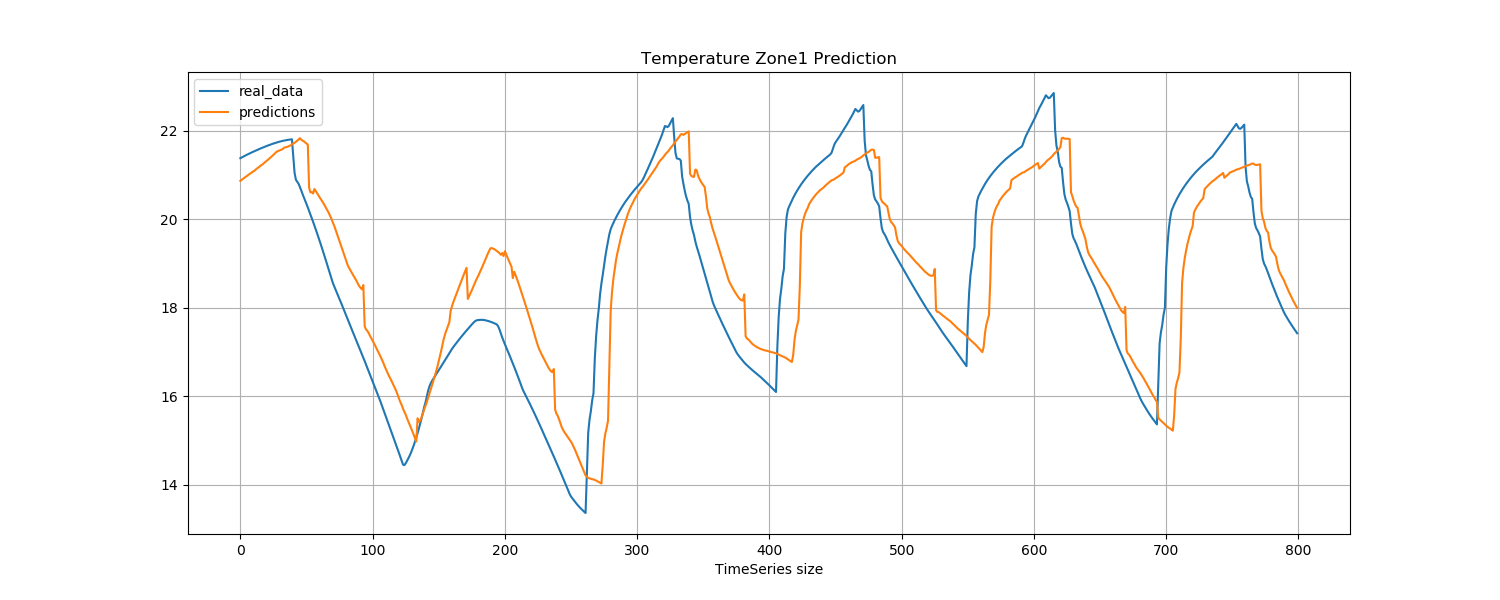 Temperature Zone1 Prediction
real_data
predictions
22
20
18
16
14
0 100 200 300 400 500 600 700 800
TimeSeries size